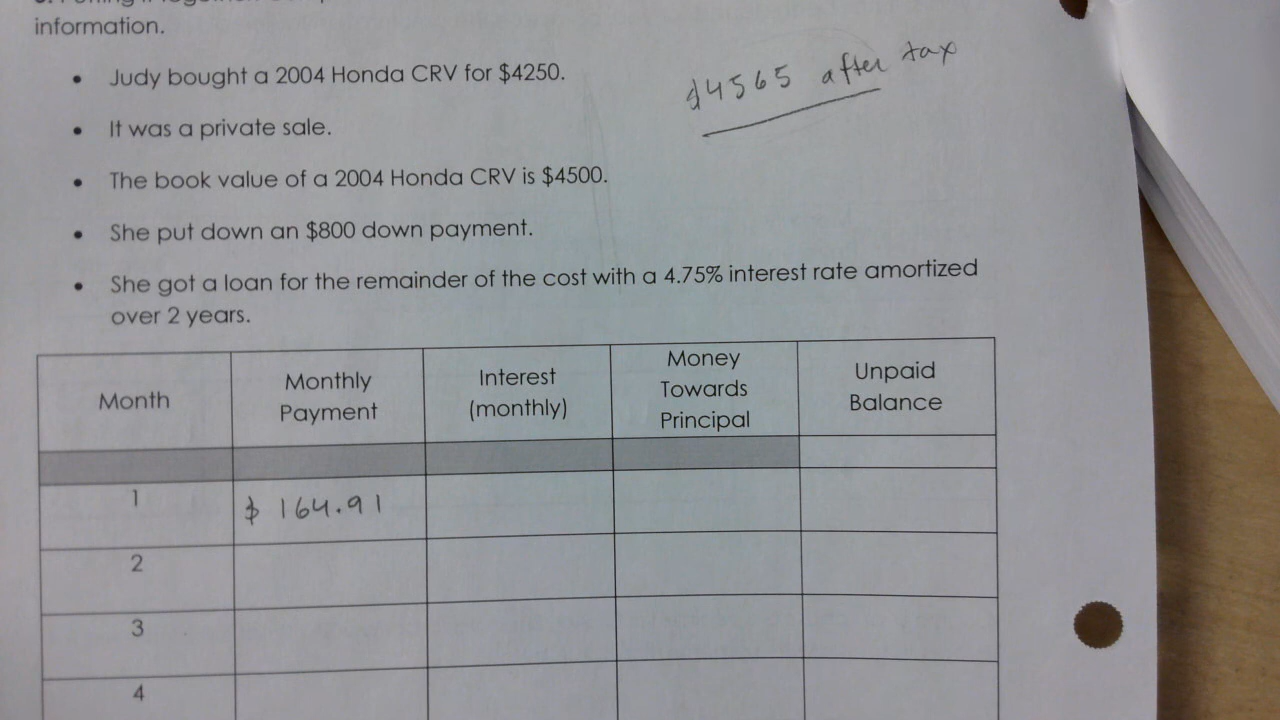 information.
• Judy bought a 2004 Honda CRV for $4250.
$4565 after tax
• It was a private sale.
• The book value of a 2004 Honda CRV is $4500.
• She put down an $800 down payment.
• She got a loan for the remainder of the cost with a 4.75% interest rate amortized
over 2 years.
Month
Monthly
Payment
Interest
(monthly)
Money
Towards
Principal
Unpaid
Balance
1
$ 164.91
2
3
4